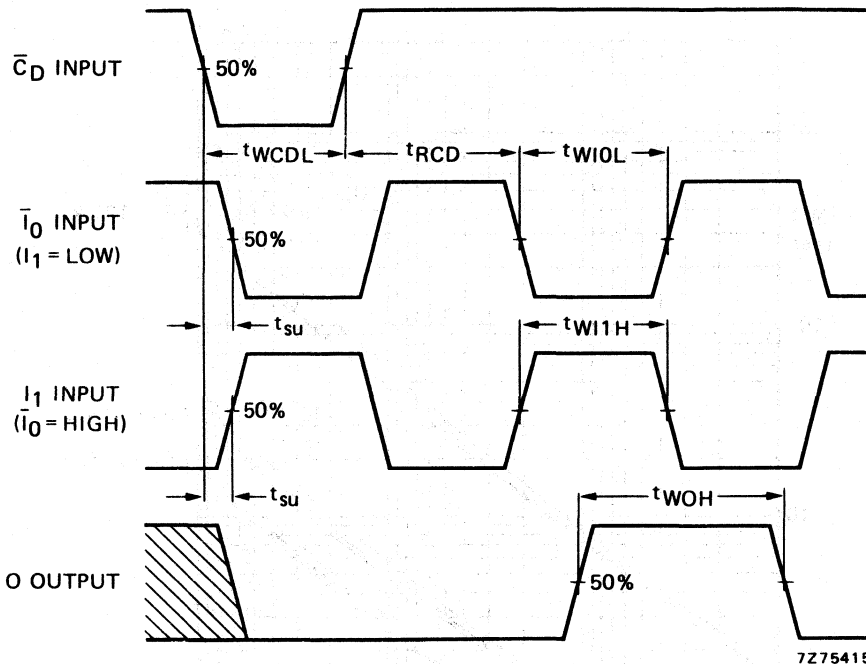 C̄D INPUT
50%
tWCDL
tRCD
tWI0L
Ī0 INPUT
(I1 = LOW)
50%
tsu
tWI1H
I1 INPUT
(Ī0 = HIGH)
50%
tsu
tWOH
O OUTPUT
50%
7Z75415